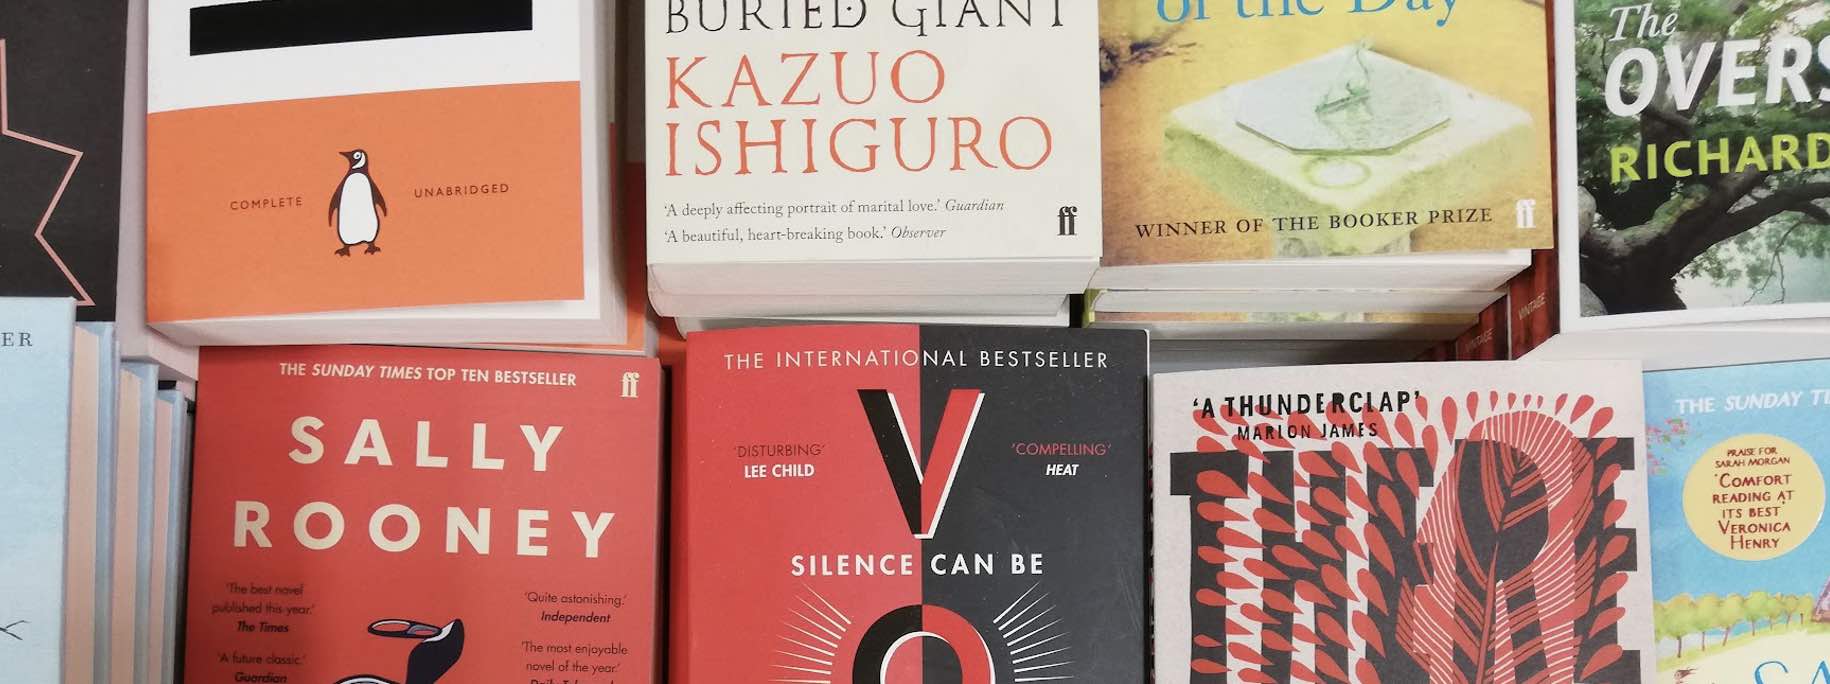 COMPLETE
UNABRIDGED
BURIED GIANT
KAZUO
ISHIGURO
'A deeply affecting portrait of marital love.' Guardian
'A beautiful, heart-breaking book.' Observer
ff
of the Day
WINNER OF THE BOOKER PRIZE
ff
The
OVERS
RICHARD
VINTAGE
VINTAGE
ER
THE SUNDAY TIMES TOP TEN BESTSELLER
ff
SALLY
ROONEY
'The best novel
published this year.'
The Times
'A future classic.'
Guardian
'Quite astonishing.'
Independent
'The most enjoyable
novel of the year.'
THE INTERNATIONAL BESTSELLER
V
'DISTURBING'
LEE CHILD
'COMPELLING'
HEAT
SILENCE CAN BE
O
'A THUNDERCLAP'
MARLON JAMES
THE SUNDAY TI
PRAISE FOR
SARAH MORGAN
'COMFORT
READING AT
ITS BEST'
VERONICA
HENRY